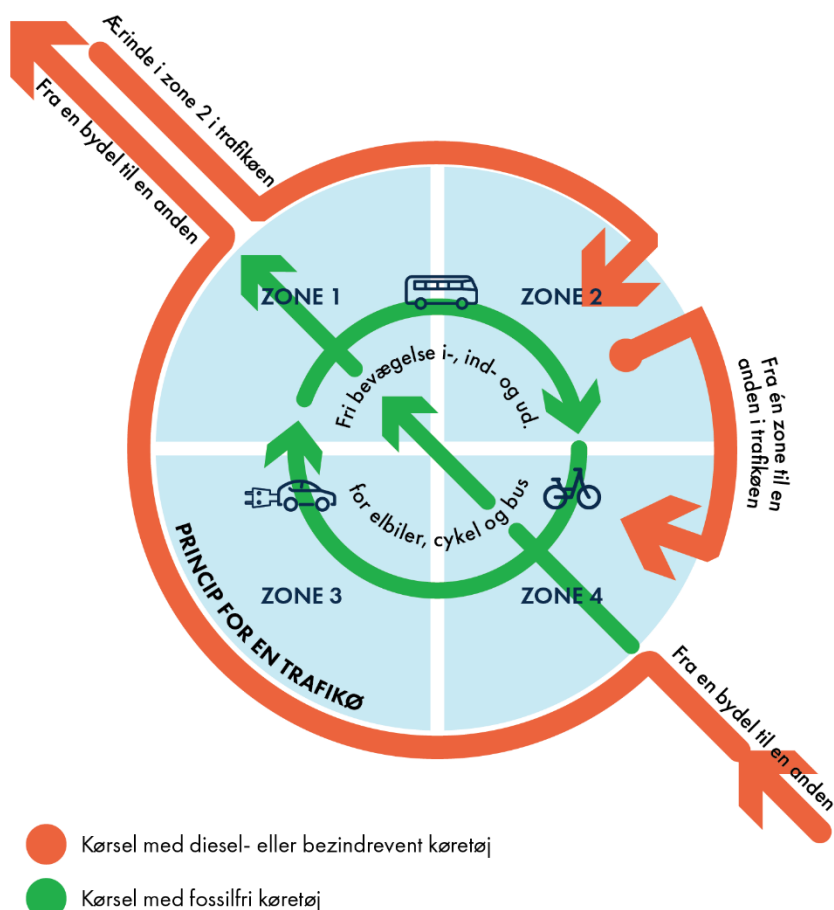 Ærinde i zone 2 i trafikøen
Fra en bydel til en anden
ZONE 1
ZONE 2
Fri bevægelse i-, ind- og ud.
Fra én zone til en
anden i trafikøen
for elbiler, cykel og bus
ZONE 3
ZONE 4
PRINCIP FOR EN TRAFIKØ
Fra en bydel til en anden
Kørsel med diesel- eller bezindrevent køretøj
Kørsel med fossilfri køretøj